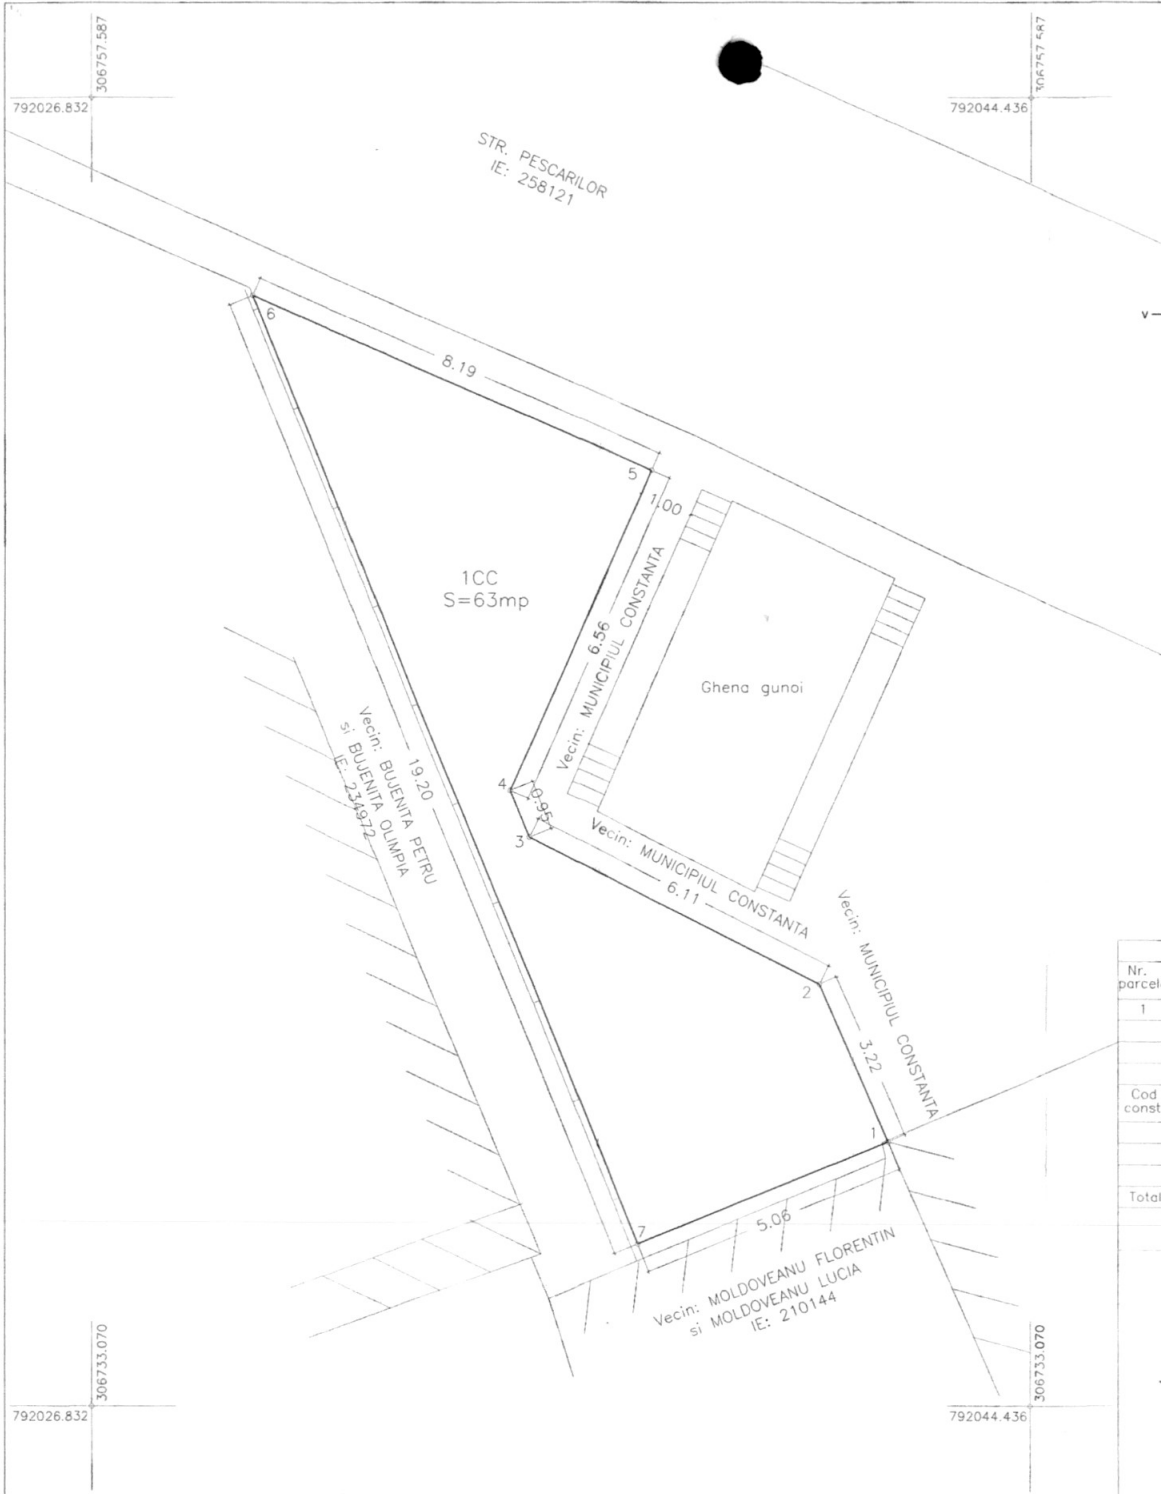 306757.587
792026.832
306757.587
792044.436
STR. PESCARILOR
IE: 258121
v
6
8.19
5
1.00
1CC
S=63mp
6.56
Vecin: MUNICIPIUL CONSTANTA
Ghena gunoi
Vecin: BUJENITA PETRU
si BUJENITA OLIMPIA
IE: 234972
19.20
4
0.95
3
Vecin: MUNICIPIUL CONSTANTA
6.11
2
Vecin: MUNICIPIUL CONSTANTA
3.22
1
Nr.
parcel
1
Cod
const
Total
7
5.06
Vecin: MOLDOVEANU FLORENTIN
si MOLDOVEANU LUCIA
IE: 210144
306733.070
792026.832
306733.070
792044.436